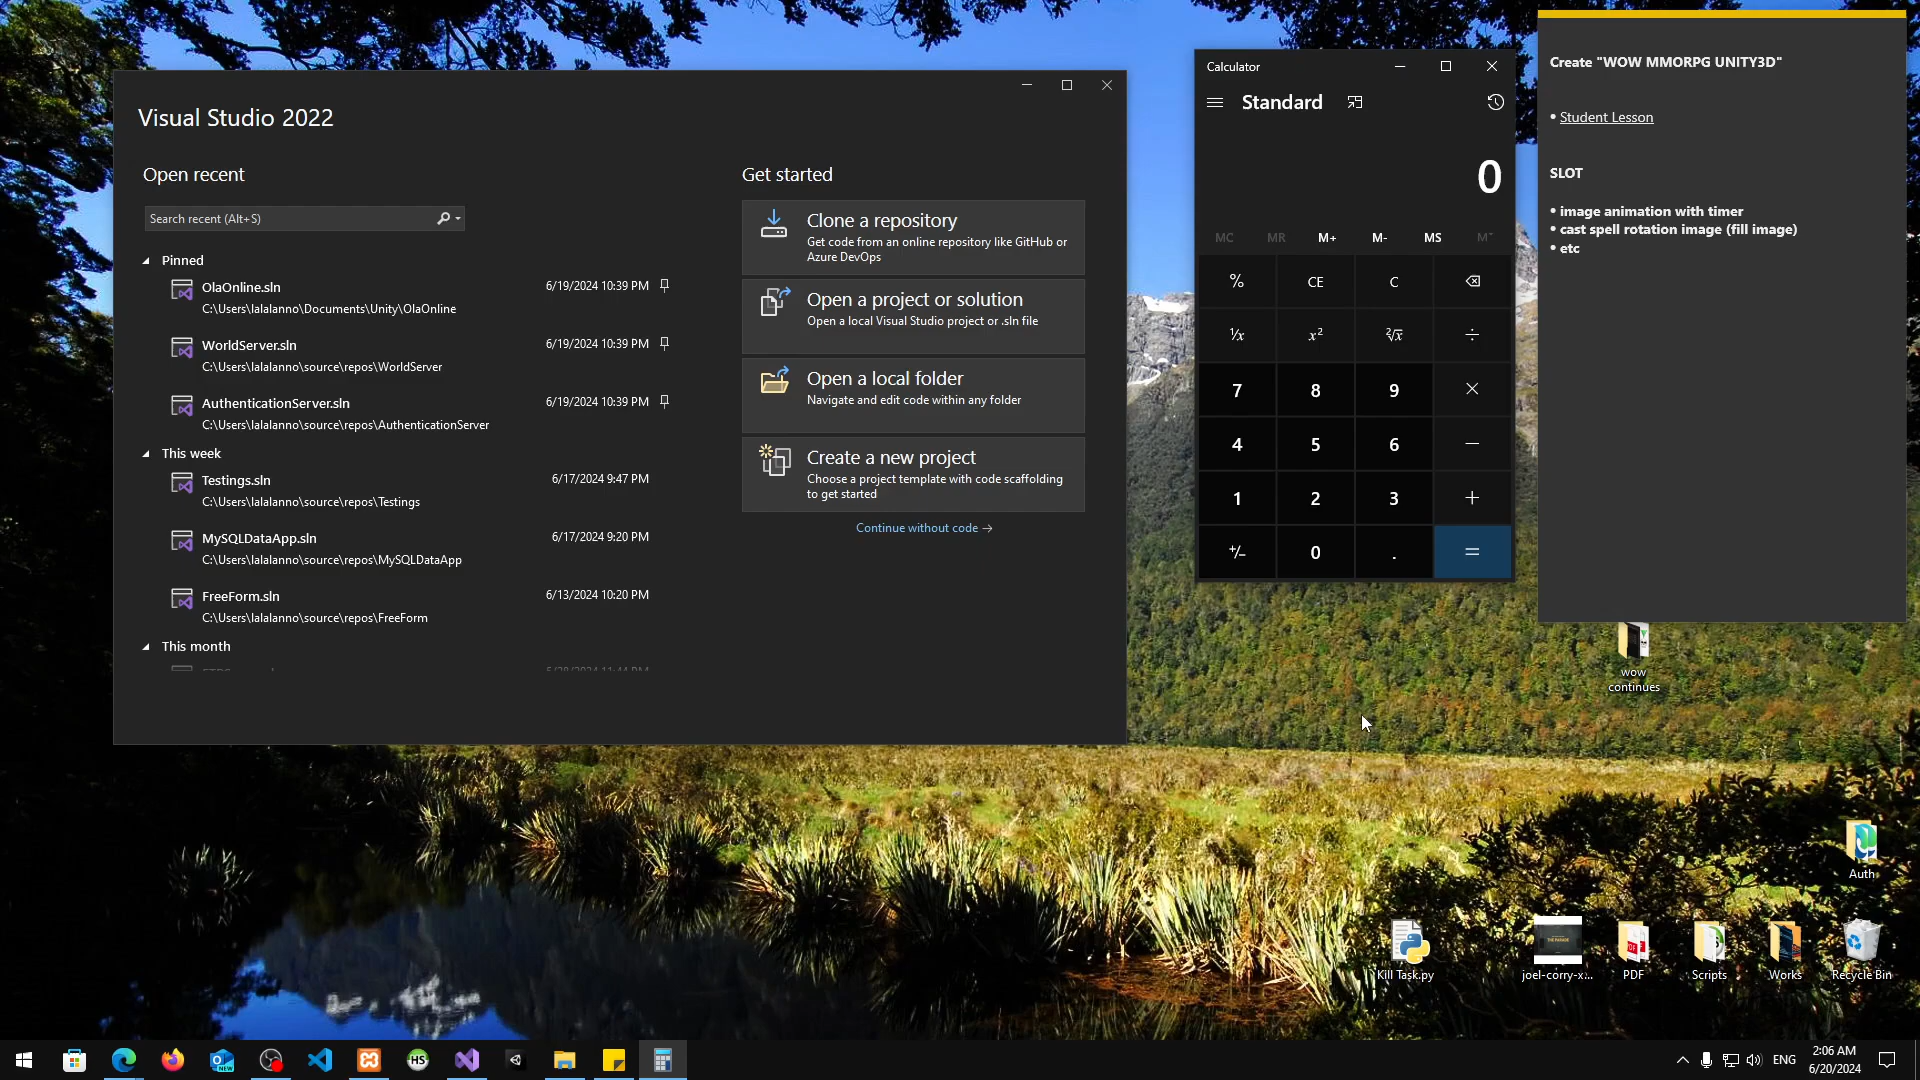 Visual Studio 2022
Open recent
Search recent (Alt+S)
Pinned
OlaOnline.sln
6/19/2024 10:39 PM
C:\Users\lalalanno\Documents\Unity\OlaOnline
WorldServer.sln
6/19/2024 10:39 PM
C:\Users\lalalanno\source\repos\WorldServer
AuthenticationServer.sln
6/19/2024 10:39 PM
C:\Users\lalalanno\source\repos\AuthenticationServer
This week
Testings.sln
6/17/2024 9:47 PM
C:\Users\lalalanno\source\repos\Testings
MySQLDataApp.sln
6/17/2024 9:20 PM
C:\Users\lalalanno\source\repos\MySQLDataApp
FreeForm.sln
6/13/2024 10:20 PM
C:\Users\lalalanno\source\repos\FreeForm
This month
Get started
Clone a repository
Get code from an online repository like GitHub or
Azure DevOps
Open a project or solution
Open a local Visual Studio project or .sln file
Open a local folder
Navigate and edit code within any folder
Create a new project
Choose a project template with code scaffolding
to get started
Continue without code →
Calculator
Standard
0
MC MR M+ M- MS M˅
% CE C ⌫
¹⁄x x² ²√x ÷
7 8 9 ×
4 5 6 −
1 2 3 +
+/- 0 . =
Create "WOW MMORPG UNITY3D"
• Student Lesson
SLOT
• image animation with timer
• cast spell rotation image (fill image)
• etc
wow
continues
Auth
Kill Task.py
joel-corry-x...
PDF
Scripts
Works
Recycle Bin
NEW
HS
ENG
2:06 AM
6/20/2024